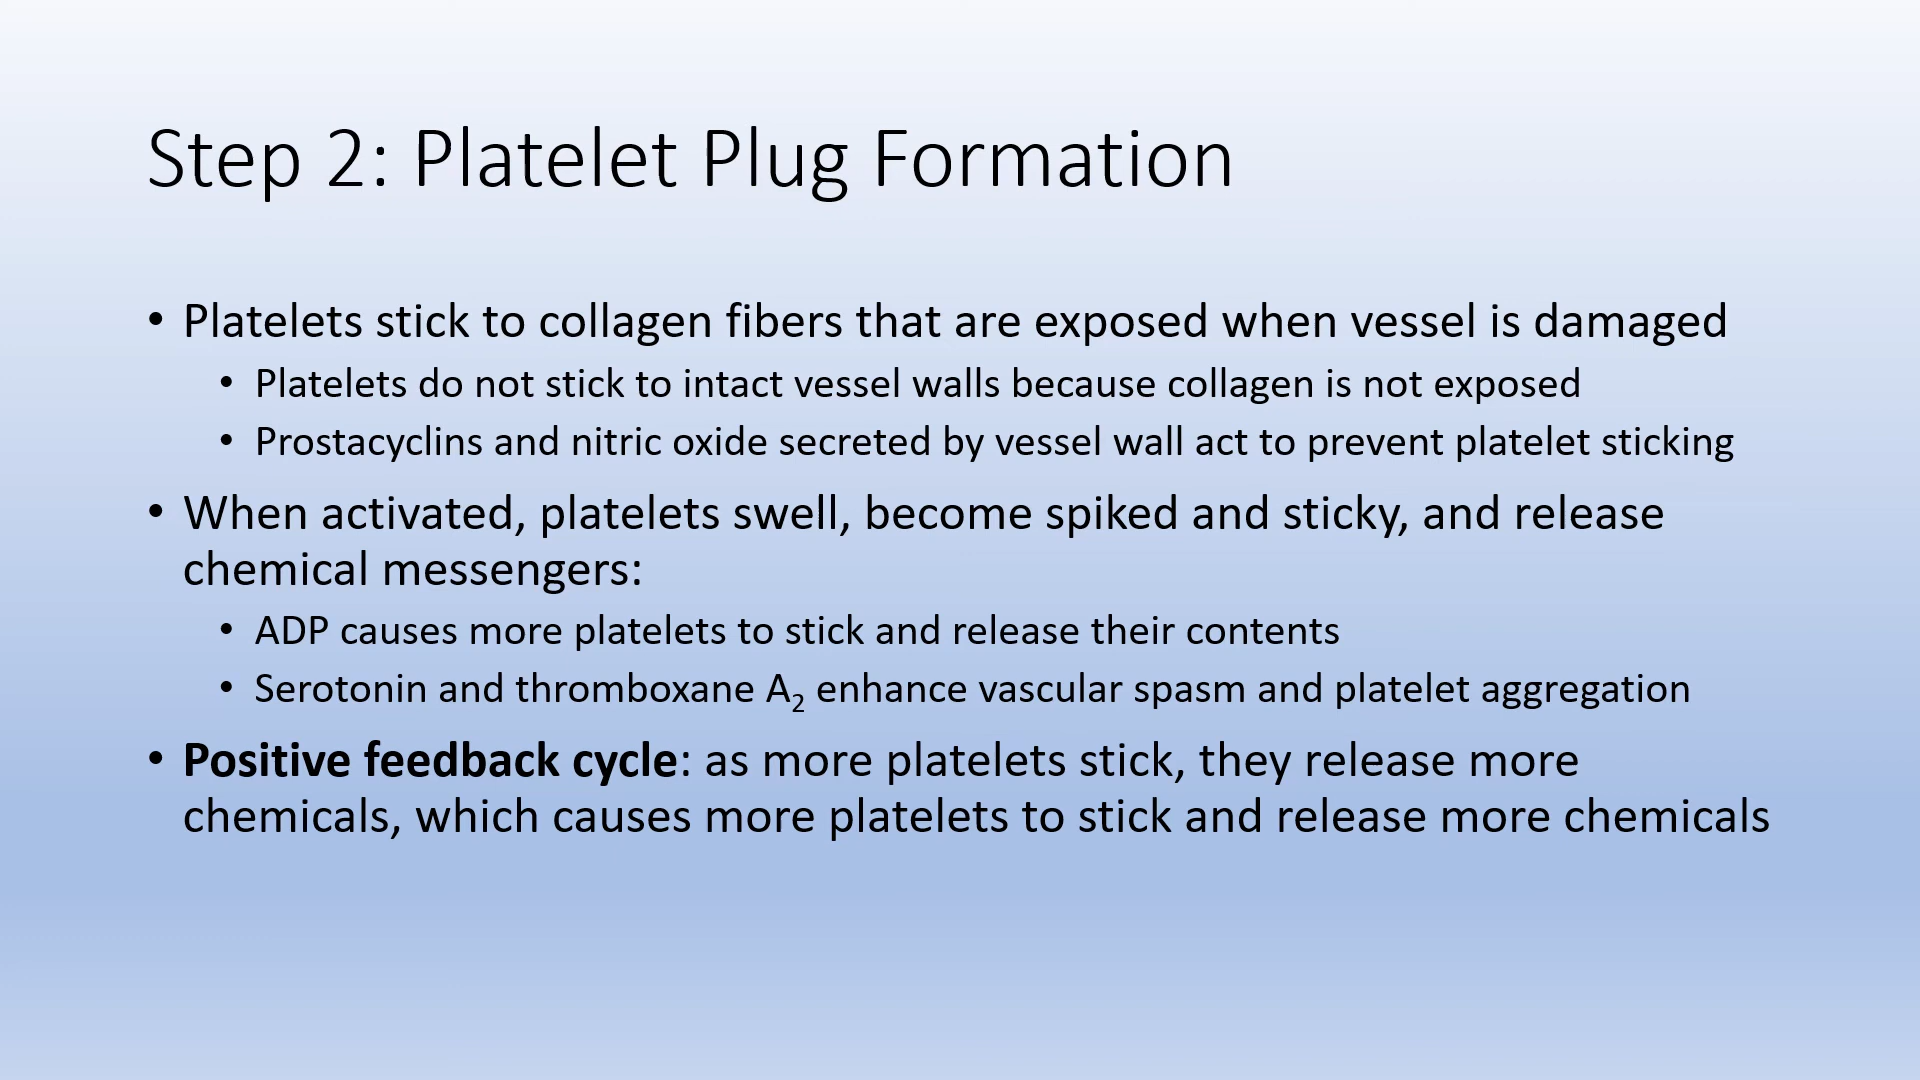 Step 2: Platelet Plug Formation
• Platelets stick to collagen fibers that are exposed when vessel is damaged
• Platelets do not stick to intact vessel walls because collagen is not exposed
• Prostacyclins and nitric oxide secreted by vessel wall act to prevent platelet sticking
• When activated, platelets swell, become spiked and sticky, and release
chemical messengers:
• ADP causes more platelets to stick and release their contents
• Serotonin and thromboxane A₂ enhance vascular spasm and platelet aggregation
• Positive feedback cycle: as more platelets stick, they release more
chemicals, which causes more platelets to stick and release more chemicals